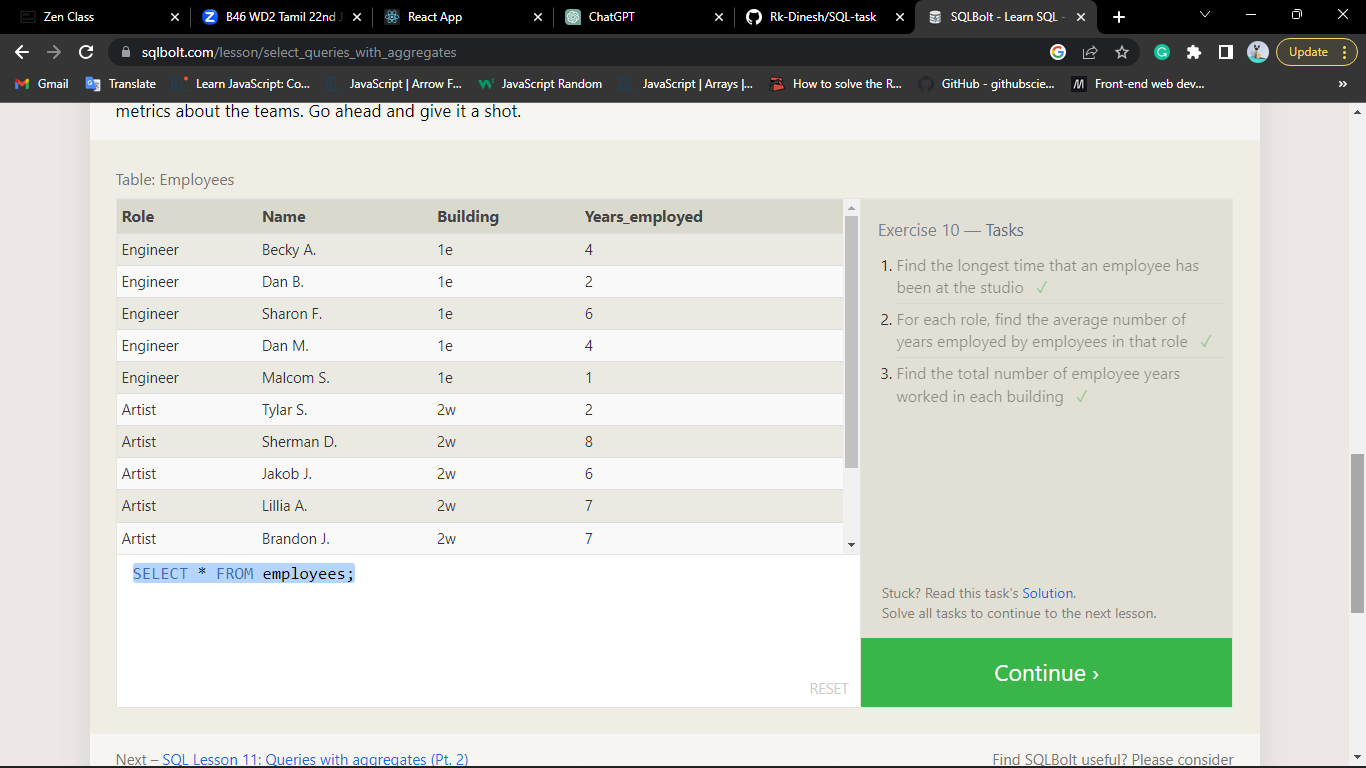 Zen Class
B46 WD2 Tamil 22nd J
React App
ChatGPT
Rk-Dinesh/SQL-task
SQLBolt - Learn SQL -
sqlbolt.com/lesson/select_queries_with_aggregates
Update
Gmail
Translate
Learn JavaScript: Co...
JavaScript | Arrow F...
JavaScript Random
JavaScript | Arrays |...
How to solve the R...
GitHub - githubscie...
Front-end web dev...
»
metrics about the teams. Go ahead and give it a shot.
Table: Employees
Role Name Building Years_employed
Engineer Becky A. 1e 4
Engineer Dan B. 1e 2
Engineer Sharon F. 1e 6
Engineer Dan M. 1e 4
Engineer Malcom S. 1e 1
Artist Tylar S. 2w 2
Artist Sherman D. 2w 8
Artist Jakob J. 2w 6
Artist Lillia A. 2w 7
Artist Brandon J. 2w 7
SELECT * FROM employees;
RESET
Exercise 10 — Tasks
1. Find the longest time that an employee has
been at the studio ✓
2. For each role, find the average number of
years employed by employees in that role ✓
3. Find the total number of employee years
worked in each building ✓
Stuck? Read this task's Solution.
Solve all tasks to continue to the next lesson.
Continue ›
Next – SQL Lesson 11: Queries with aggregates (Pt. 2)
Find SQLBolt useful? Please consider